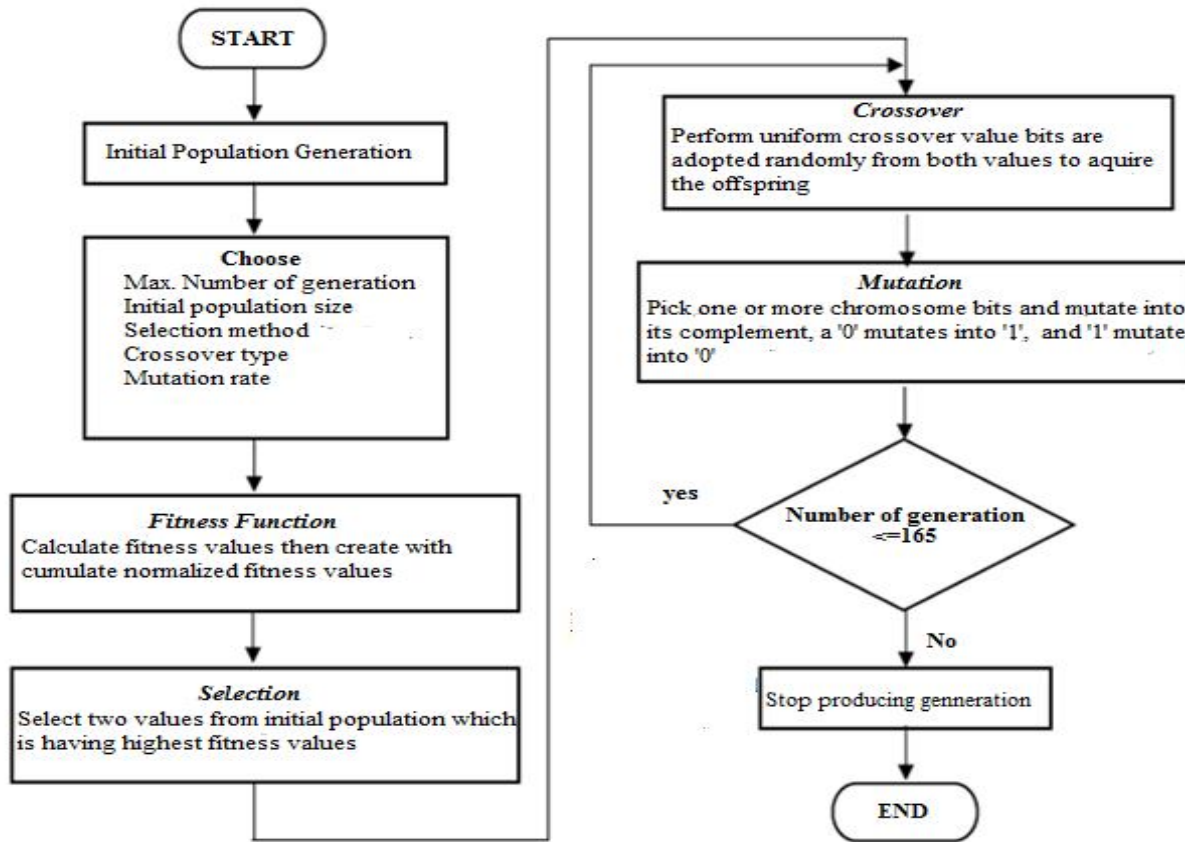 START
Initial Population Generation
Choose
Max. Number of generation
Initial population size
Selection method
Crossover type
Mutation rate
Fitness Function
Calculate fitness values then create with
cumulate normalized fitness values
Selection
Select two values from initial population which
is having highest fitness values
Crossover
Perform uniform crossover value bits are
adopted randomly from both values to aquire
the offspring
Mutation
Pick one or more chromosome bits and mutate into
its complement, a '0' mutates into '1', and '1' mutate
into '0'
yes
Number of generation
<=165
No
Stop producing genneration
END